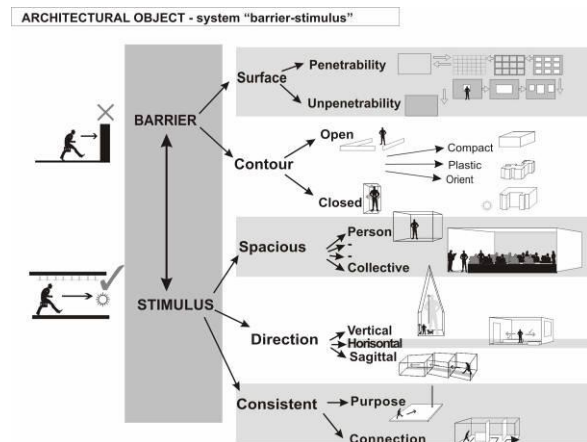 ARCHITECTURAL OBJECT - system “barrier-stimulus”
BARRIER
STIMULUS
Surface
Penetrability
Unpenetrability
Contour
Open
Closed
Compact
Plastic
Orient
Spacious
Person
-
-
Collective
Direction
Vertical
Horisontal
Sagittal
Consistent
Purpose
Connection